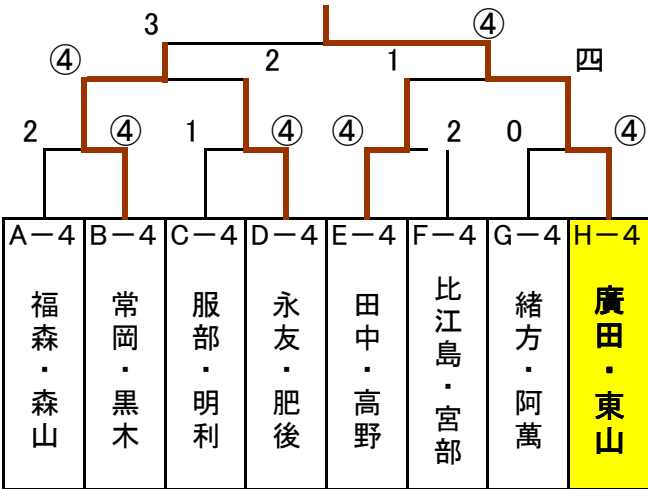 3 ④
④ 2 1 四
2 ④ 1 ④ ④ 2 0 ④
A－4 B－4 C－4 D－4 E－4 F－4 G－4 H－4
福森・森山
常岡・黒木
服部・明利
永友・肥後
田中・高野
比江島・宮部
緒方・阿萬
廣田・東山